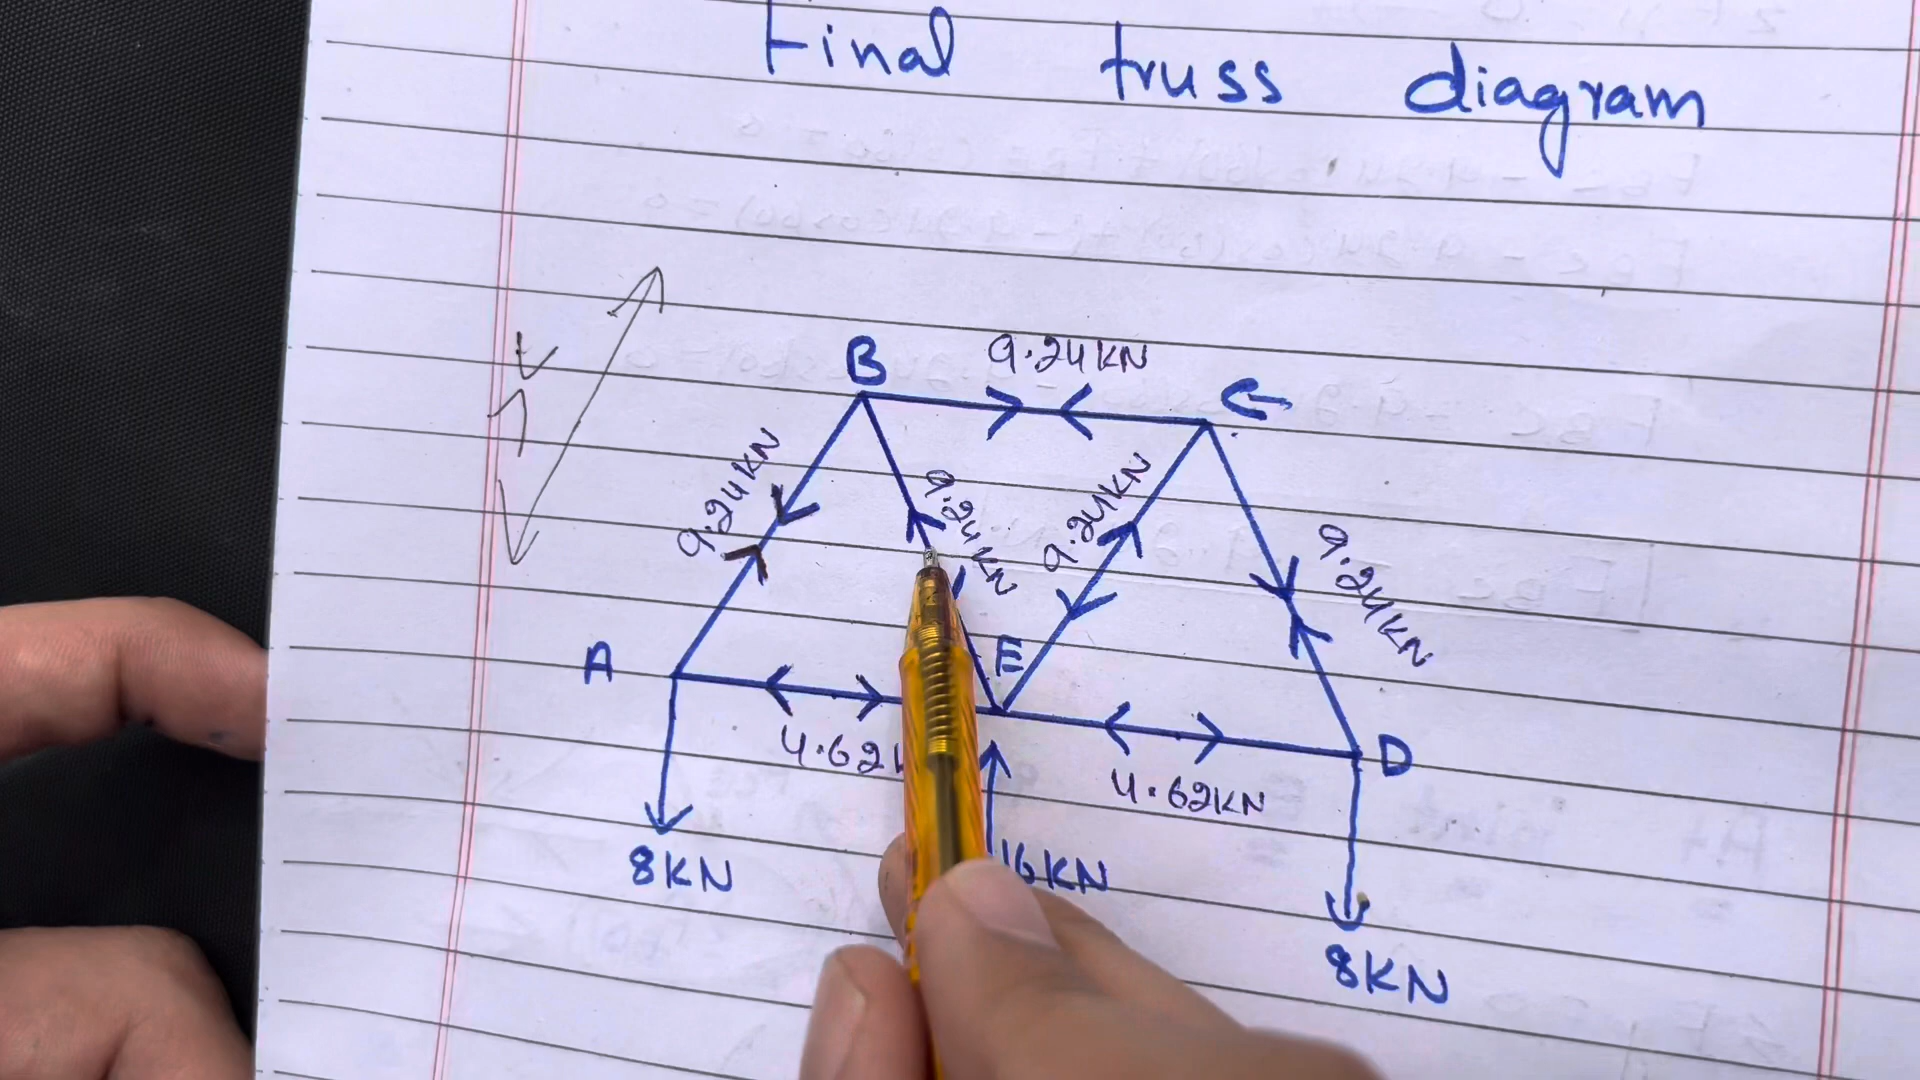 Final truss diagram
B
9.24KN
C
9.24KN
9.24KN
9.24KN
9.24KN
A
E
4.62
D
4.62KN
8KN
16KN
8KN